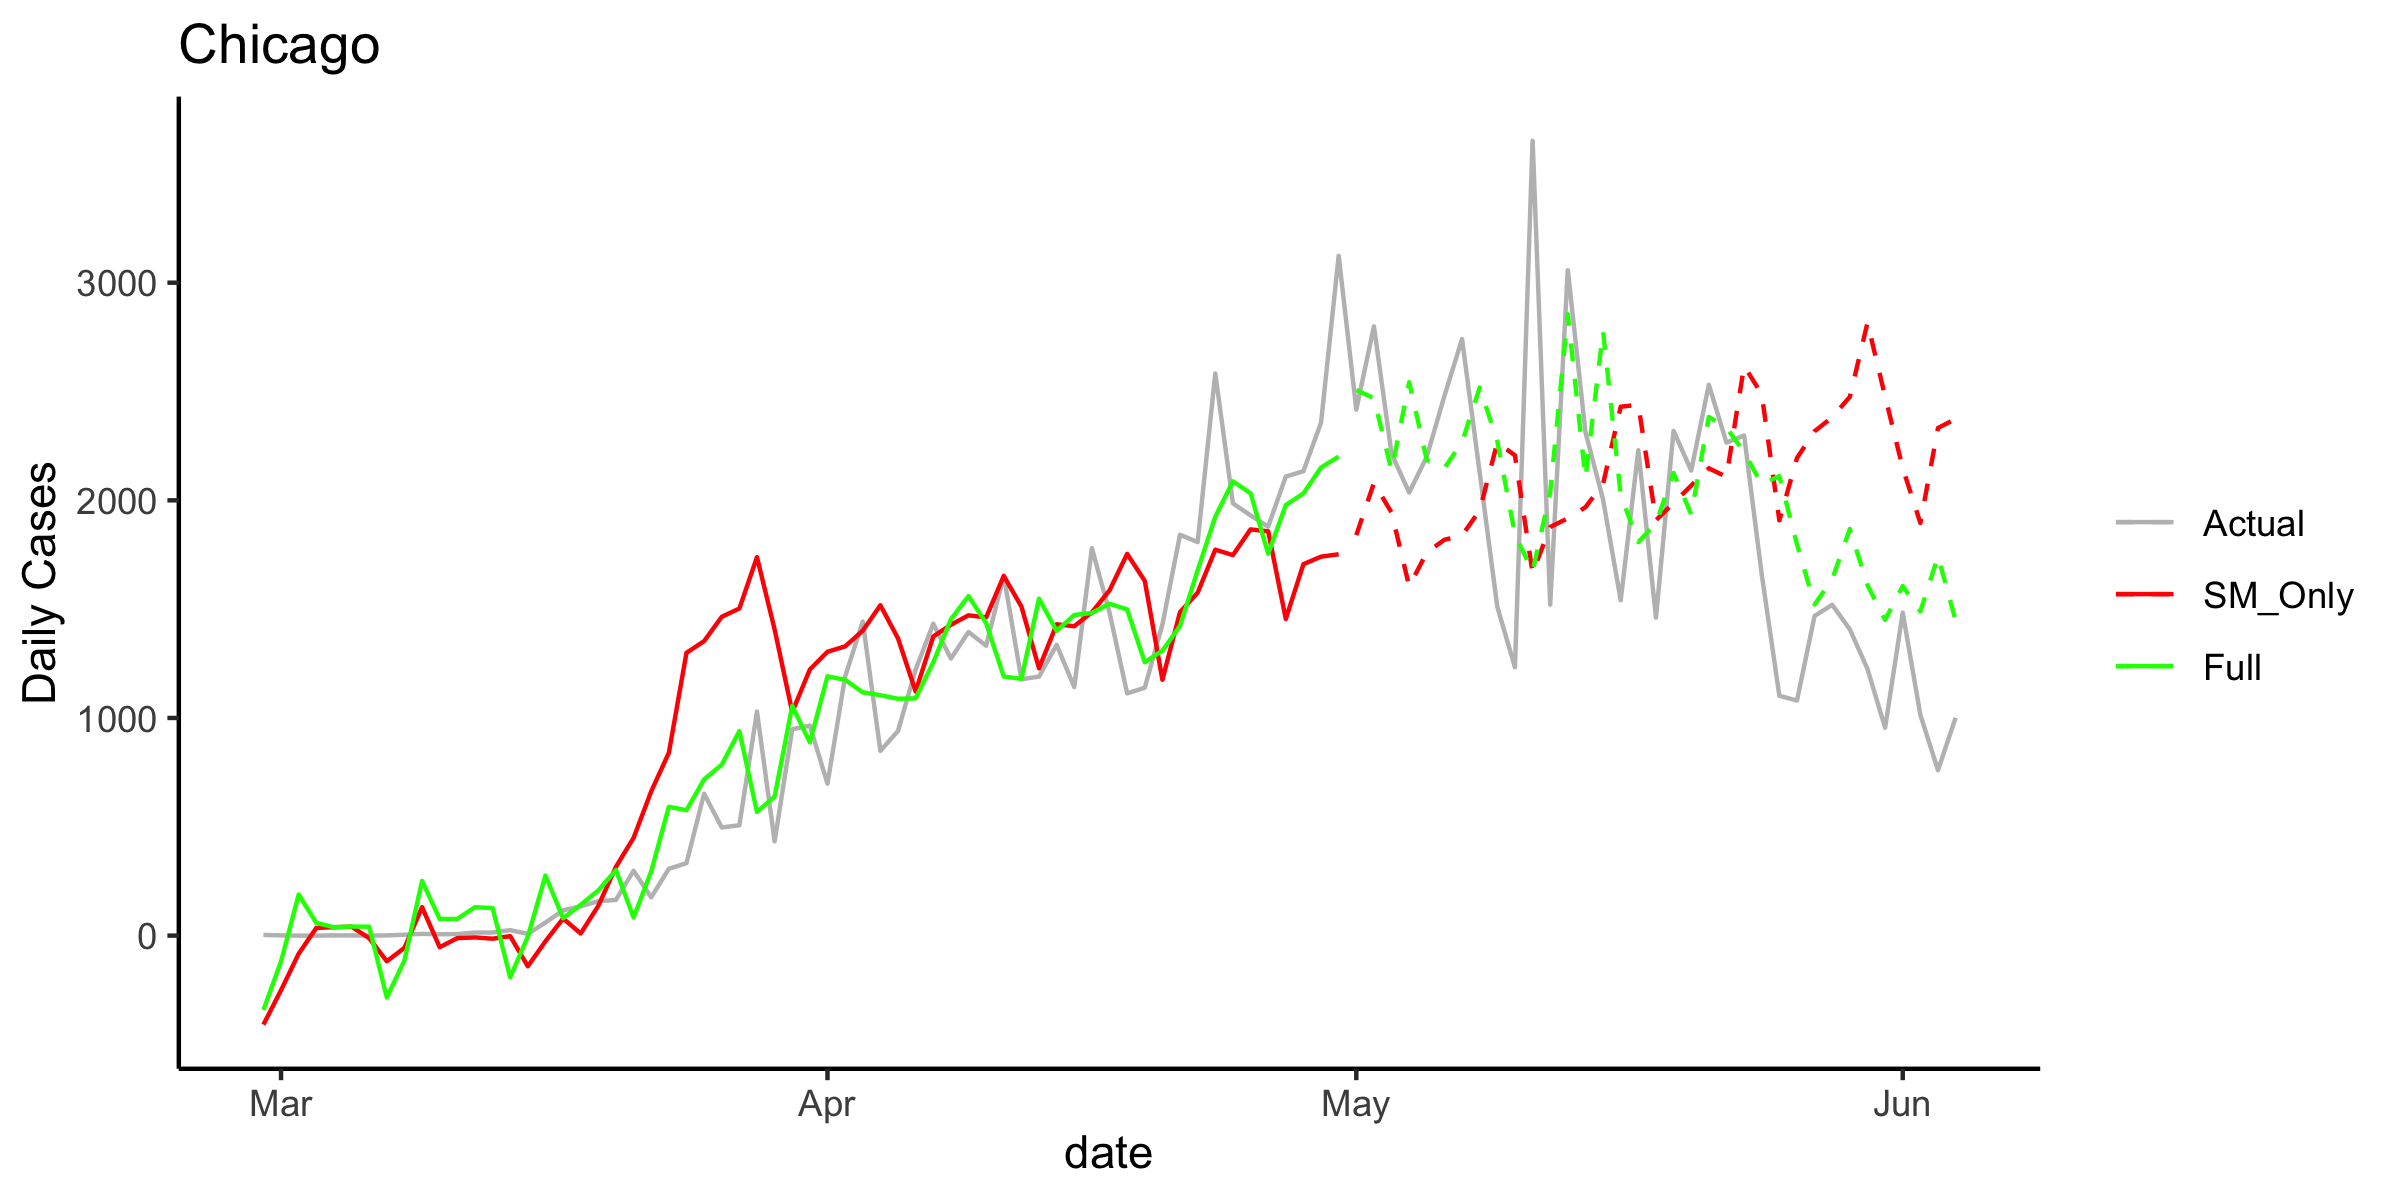 Chicago
Daily Cases
3000
2000
1000
0
Mar
Apr
May
Jun
date
Actual
SM_Only
Full